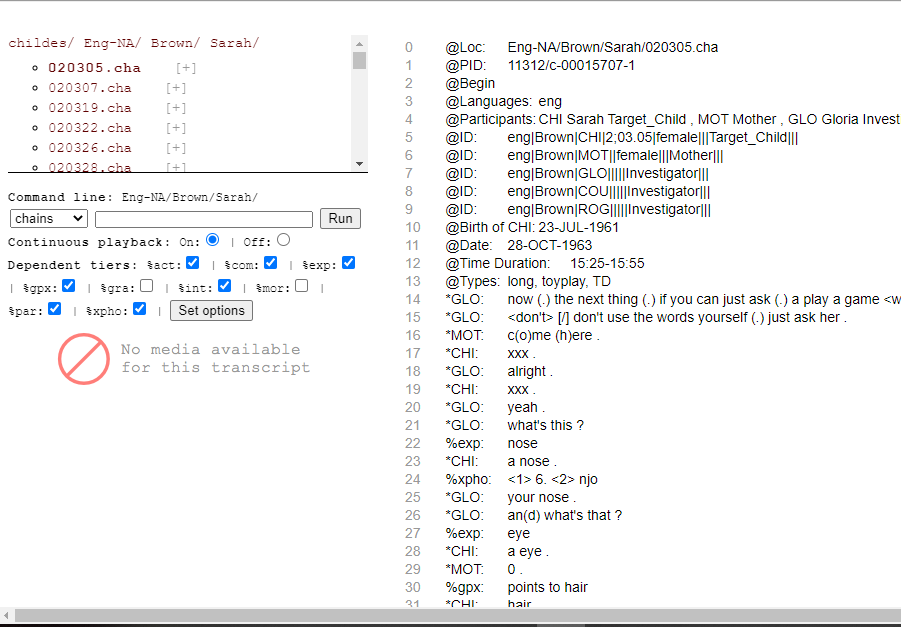 childes/ Eng-NA/ Brown/ Sarah/
020305.cha [+]
020307.cha [+]
020319.cha [+]
020322.cha [+]
020326.cha [+]
020328.cha [+]
Command line: Eng-NA/Brown/Sarah/
chains Run
Continuous playback: On: | Off:
Dependent tiers: %act: | %com: | %exp:
| %gpx: | %gra: | %int: | %mor: |
%par: | %xpho: | Set options
No media available
for this transcript
0 @Loc: Eng-NA/Brown/Sarah/020305.cha
1 @PID: 11312/c-00015707-1
2 @Begin
3 @Languages: eng
4 @Participants: CHI Sarah Target_Child , MOT Mother , GLO Gloria Invest
5 @ID: eng|Brown|CHI|2;03.05|female|||Target_Child|||
6 @ID: eng|Brown|MOT||female|||Mother|||
7 @ID: eng|Brown|GLO|||||Investigator|||
8 @ID: eng|Brown|COU|||||Investigator|||
9 @ID: eng|Brown|ROG|||||Investigator|||
10 @Birth of CHI: 23-JUL-1961
11 @Date: 28-OCT-1963
12 @Time Duration: 15:25-15:55
13 @Types: long, toyplay, TD
14 *GLO: now (.) the next thing (.) if you can just ask (.) a play a game <w
15 *GLO: <don't> [/] don't use the words yourself (.) just ask her .
16 *MOT: c(o)me (h)ere .
17 *CHI: xxx .
18 *GLO: alright .
19 *CHI: xxx .
20 *GLO: yeah .
21 *GLO: what's this ?
22 %exp: nose
23 *CHI: a nose .
24 %xpho: <1> 6. <2> njo
25 *GLO: your nose .
26 *GLO: an(d) what's that ?
27 %exp: eye
28 *CHI: a eye .
29 *MOT: 0 .
30 %gpx: points to hair
31 *CHI: hair